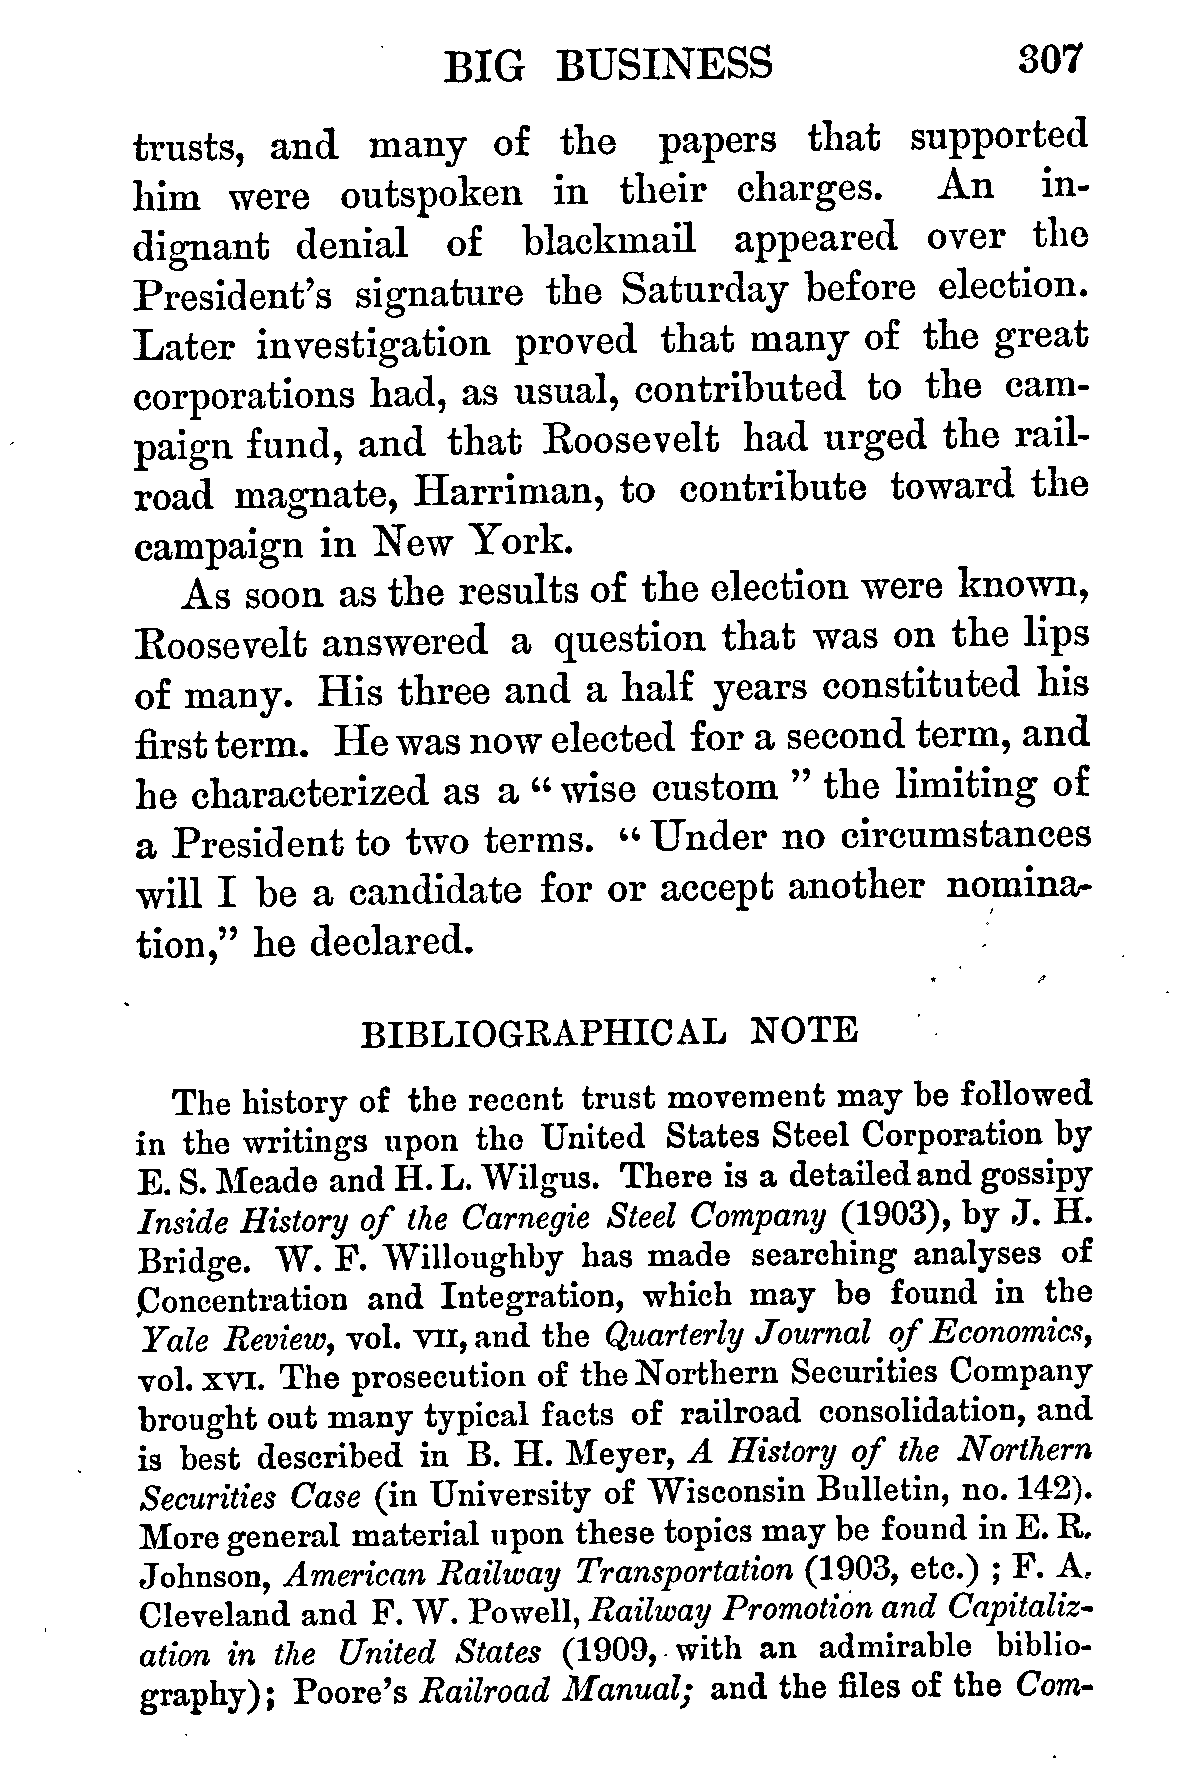 BIG BUSINESS 307
trusts, and many of the papers that supported
him were outspoken in their charges. An in-
dignant denial of blackmail appeared over the
President's signature the Saturday before election.
Later investigation proved that many of the great
corporations had, as usual, contributed to the cam-
paign fund, and that Roosevelt had urged the rail-
road magnate, Harriman, to contribute toward the
campaign in New York.
As soon as the results of the election were known,
Roosevelt answered a question that was on the lips
of many. His three and a half years constituted his
first term. He was now elected for a second term, and
he characterized as a “ wise custom ” the limiting of
a President to two terms. “ Under no circumstances
will I be a candidate for or accept another nomina-
tion,” he declared.
BIBLIOGRAPHICAL NOTE
The history of the recent trust movement may be followed
in the writings upon the United States Steel Corporation by
E. S. Meade and H. L. Wilgus. There is a detailed and gossipy
Inside History of the Carnegie Steel Company (1903), by J. H.
Bridge. W. F. Willoughby has made searching analyses of
Concentration and Integration, which may be found in the
Yale Review, vol. VII, and the Quarterly Journal of Economics,
vol. XVI. The prosecution of the Northern Securities Company
brought out many typical facts of railroad consolidation, and
is best described in B. H. Meyer, A History of the Northern
Securities Case (in University of Wisconsin Bulletin, no. 142).
More general material upon these topics may be found in E. R.
Johnson, American Railway Transportation (1903, etc.) ; F. A.
Cleveland and F. W. Powell, Railway Promotion and Capitaliz-
ation in the United States (1909, with an admirable biblio-
graphy); Poore's Railroad Manual; and the files of the Com-